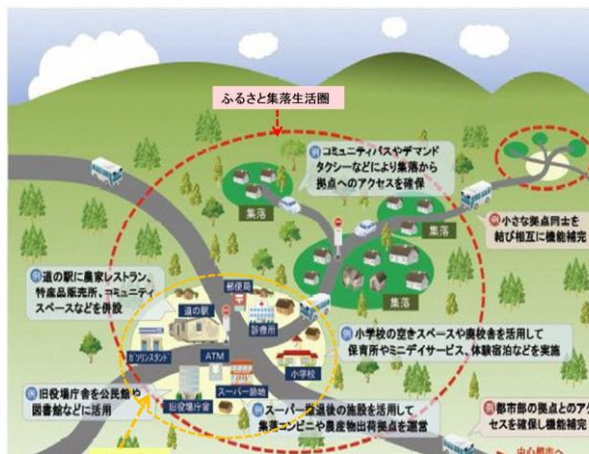 ふるさと集落生活圏
例 コミュニティバスやデマンド
タクシーなどにより集落から
拠点へのアクセスを確保
集落
集落
集落
例 小さな拠点同士を
結び相互に機能補完
例 道の駅に農家レストラン、
特産品販売所、コミュニティ
スペースなどを併設
郵便局
道の駅
診療所
ガソリンスタンド
ATM
小学校
例 小学校の空きスペースや廃校舎を活用して
保育所やミニデイサービス、体験宿泊などを実施
例 旧役場庁舎を公民館や
図書館などに活用
旧役場庁舎
スーパー跡地
例 スーパー撤退後の施設を活用して
集落コンビニや農産物出荷拠点を運営
例 都市部の拠点とのアク
セスを確保し機能補完
中心都市へ